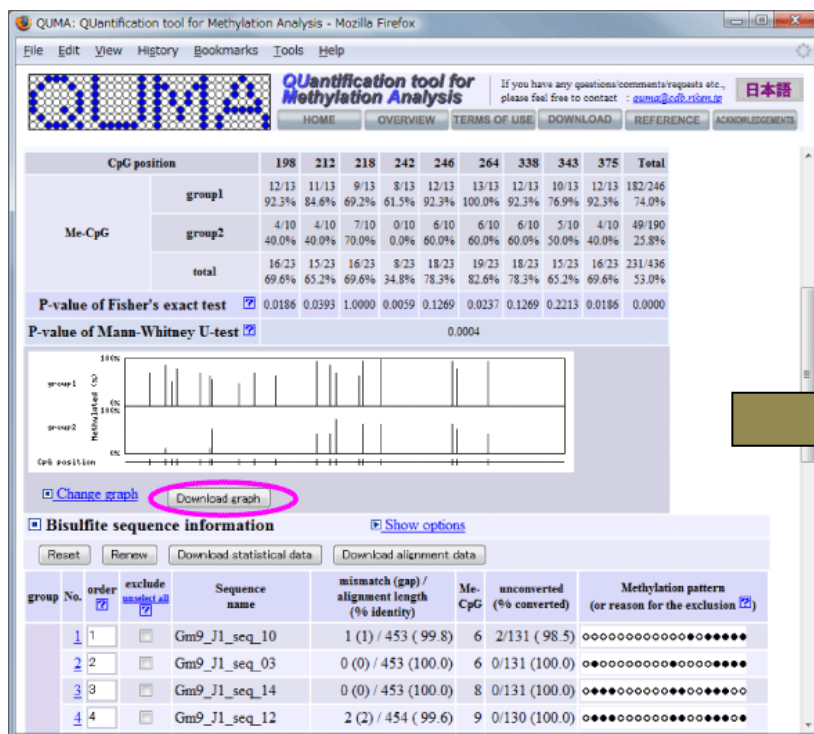 QUMA: QUantification tool for Methylation Analysis - Mozilla Firefox
File Edit View History Bookmarks Tools Help
QUMA
QUantification tool for
Methylation Analysis
If you have any questions/comments/requests etc.,
please feel free to contact : quma@cdb.riken.jp
日本語
HOME OVERVIEW TERMS OF USE DOWNLOAD REFERENCE ACKNOWLEDGEMENTS
CpG position 198 212 218 242 246 264 338 343 375 Total
Me-CpG
group1 12/13 11/13 9/13 8/13 12/13 13/13 12/13 10/13 12/13 182/246
92.3% 84.6% 69.2% 61.5% 92.3% 100.0% 92.3% 76.9% 92.3% 74.0%
group2 4/10 4/10 7/10 0/10 6/10 6/10 6/10 5/10 4/10 49/190
40.0% 40.0% 70.0% 0.0% 60.0% 60.0% 60.0% 50.0% 40.0% 25.8%
total 16/23 15/23 16/23 8/23 18/23 19/23 18/23 15/23 16/23 231/436
69.6% 65.2% 69.6% 34.8% 78.3% 82.6% 78.3% 65.2% 69.6% 53.0%
P-value of Fisher's exact test ? 0.0186 0.0393 1.0000 0.0059 0.1269 0.0237 0.1269 0.2213 0.0186 0.0000
P-value of Mann-Whitney U-test ? 0.0004
100%
group1
0%
100%
group2
0%
Methylated (%)
CpG position
Change graph Download graph
Bisulfite sequence information Show options
Reset Renew Download statistical data Download alignment data
group No. order ? exclude unselect all ? Sequence name mismatch (gap) / alignment length (% identity) Me-CpG unconverted (% converted) Methylation pattern (or reason for the exclusion ?)
1 1 Gm9_J1_seq_10 1 (1) / 453 ( 99.8) 6 2/131 ( 98.5)
2 2 Gm9_J1_seq_03 0 (0) / 453 (100.0) 6 0/131 (100.0)
3 3 Gm9_J1_seq_14 0 (0) / 453 (100.0) 8 0/131 (100.0)
4 4 Gm9_J1_seq_12 2 (2) / 454 ( 99.6) 9 0/130 (100.0)